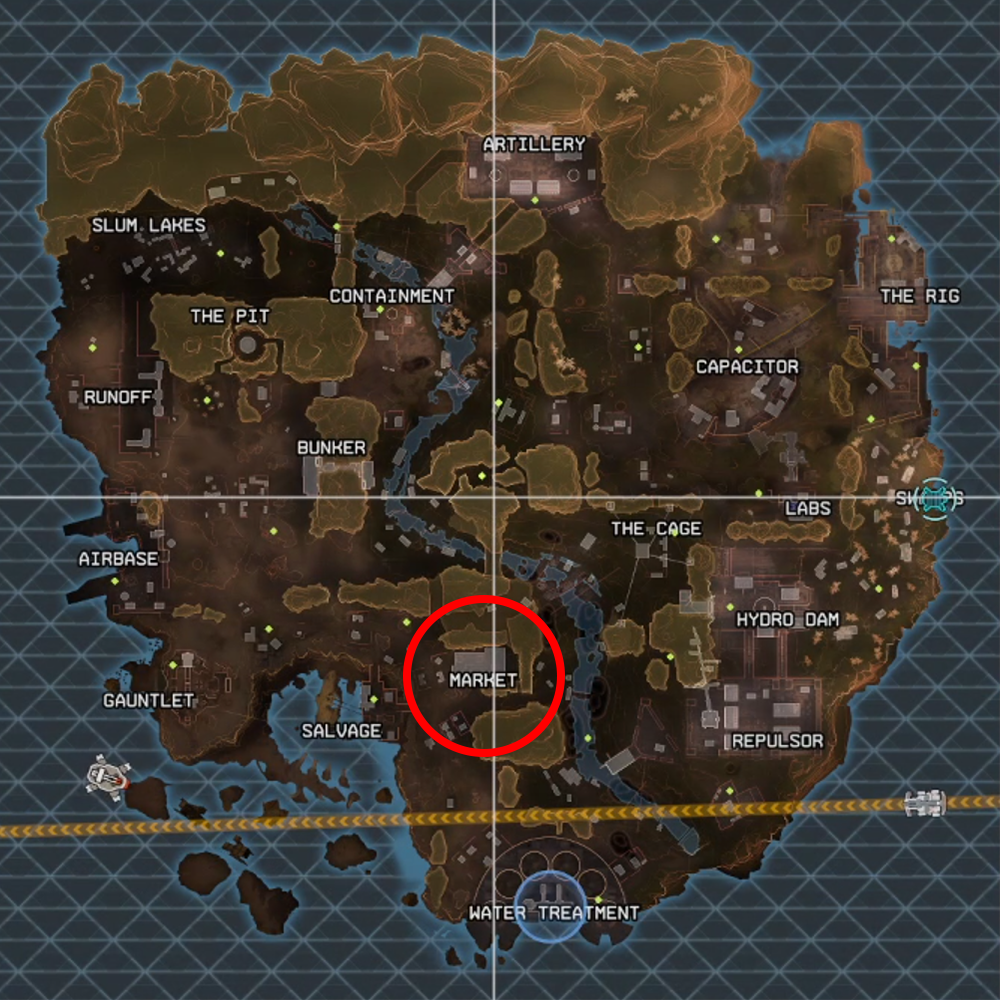 ARTILLERY
SLUM LAKES
CONTAINMENT
THE RIG
THE PIT
CAPACITOR
RUNOFF
BUNKER
LABS
THE CAGE
AIRBASE
HYDRO DAM
MARKET
GAUNTLET
SALVAGE
REPULSOR
WATER TREATMENT